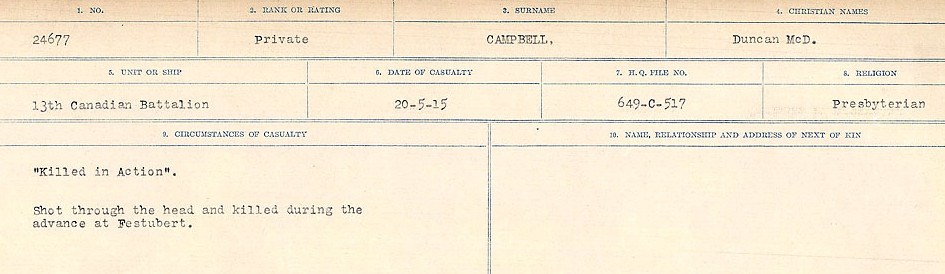 1. NO. 2. RANK OR RATING 3. SURNAME 4. CHRISTIAN NAMES
24677 Private CAMPBELL, Duncan McD.
5. UNIT OR SHIP 6. DATE OF CASUALTY 7. H. Q. FILE NO. 8. RELIGION
13th Canadian Battalion 20-5-15 649-C-517 Presbyterian
9. CIRCUMSTANCES OF CASUALTY 10. NAME, RELATIONSHIP AND ADDRESS OF NEXT OF KIN
"Killed in Action".
Shot through the head and killed during the
advance at Festubert.